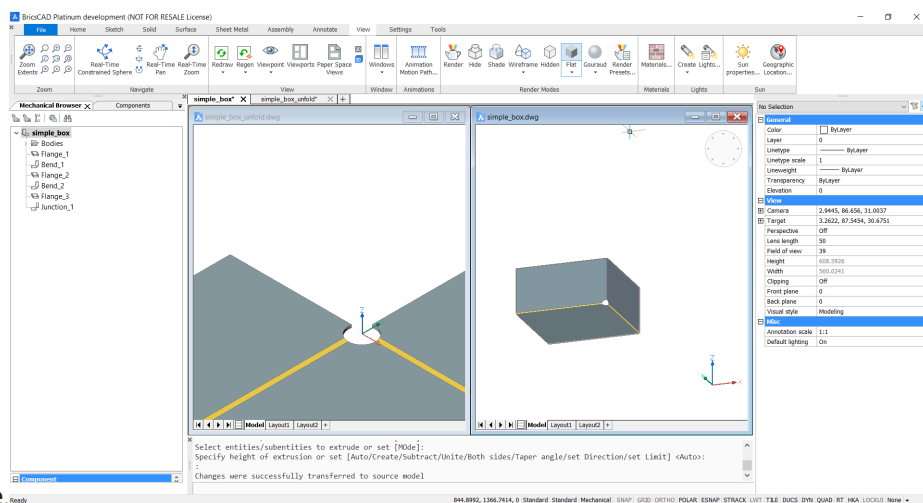 BricsCAD Platinum development (NOT FOR RESALE License)
File Home Sketch Solid Surface Sheet Metal Assembly Annotate View Settings Tools
Zoom Extents Real-Time Constrained Sphere Real-Time Pan Real-Time Zoom Redraw Regen Viewpoint Viewports Paper Space Views Windows Animation Motion Path... Render Hide Shade Wireframe Hidden Flat Gouraud Render Presets... Materials... Create Lights... Sun properties... Geographic Location...
Zoom Navigate View Window Animations Render Modes Materials Lights Sun
Mechanical Browser X Components
simple_box* X simple_box_unfold* X +
No Selection
simple_box
Bodies
Flange_1
Bend_1
Flange_2
Bend_2
Flange_3
Junction_1
Component
simple_box_unfold.dwg
Z
Model Layout1 Layout2 +
simple_box.dwg
Z
X
Model Layout1 Layout2 +
General
Color ByLayer
Layer 0
Linetype ByLayer
Linetype scale 1
Lineweight ByLayer
Transparency ByLayer
Elevation 0
View
Camera 2.9445, 86.656, 31.0037
Target 3.2622, 87.5454, 30.6751
Perspective Off
Lens length 50
Field of view 39
Height 608.5926
Width 560.0241
Clipping Off
Front plane 0
Back plane 0
Visual style Modeling
Misc
Annotation scale 1:1
Default lighting On
Select entities/subentities to extrude or set [MOde]:
Specify height of extrusion or set [Auto/Create/Subtract/Unite/Both sides/Taper angle/set Direction/set Limit] <Auto>:
:
Changes were successfully transferred to source model
Ready
844.8992, 1366.7414, 0 Standard Standard Mechanical SNAP GRID ORTHO POLAR ESNAP STRACK LWT TILE DUCS DYN QUAD RT HKA LOCKUI None